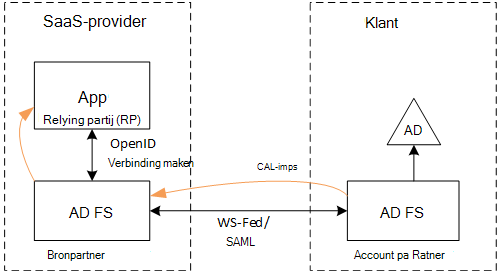 SaaS-provider
Klant
App
Relying partij (RP)
OpenID
Verbinding maken
AD
CAL-imps
AD FS
WS-Fed/
SAML
AD FS
Bronpartner
Account pa Ratner